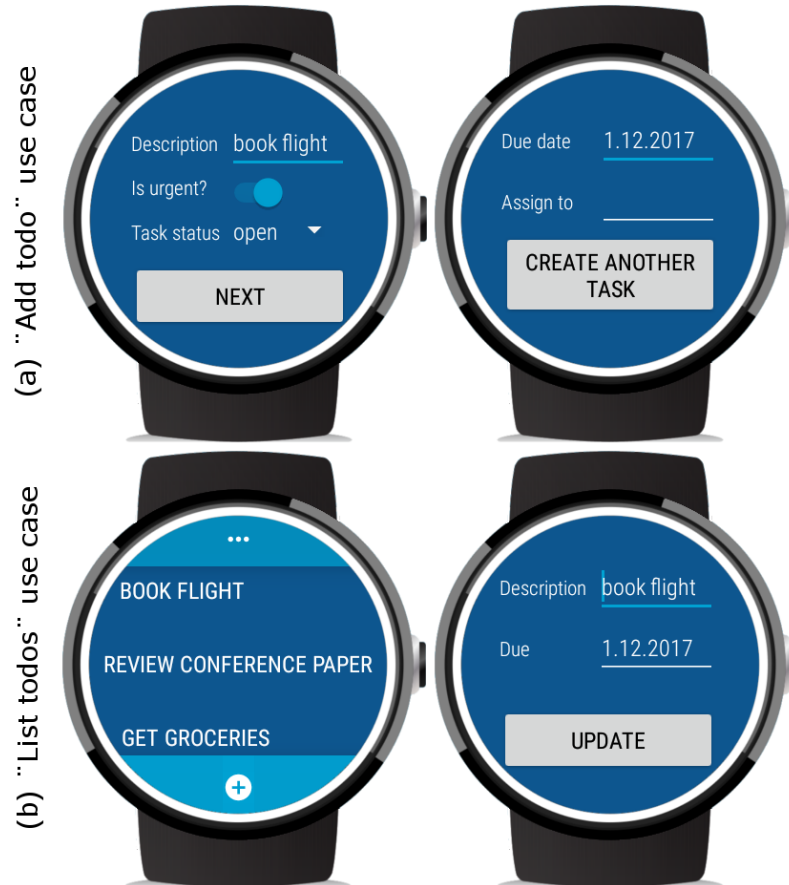 (a) ¨Add todo¨ use case
Description book flight
Is urgent?
Task status open
NEXT
Due date 1.12.2017
Assign to
CREATE ANOTHER
TASK
(b) ¨List todos¨ use case
...
BOOK FLIGHT
REVIEW CONFERENCE PAPER
GET GROCERIES
+
Description book flight
Due 1.12.2017
UPDATE